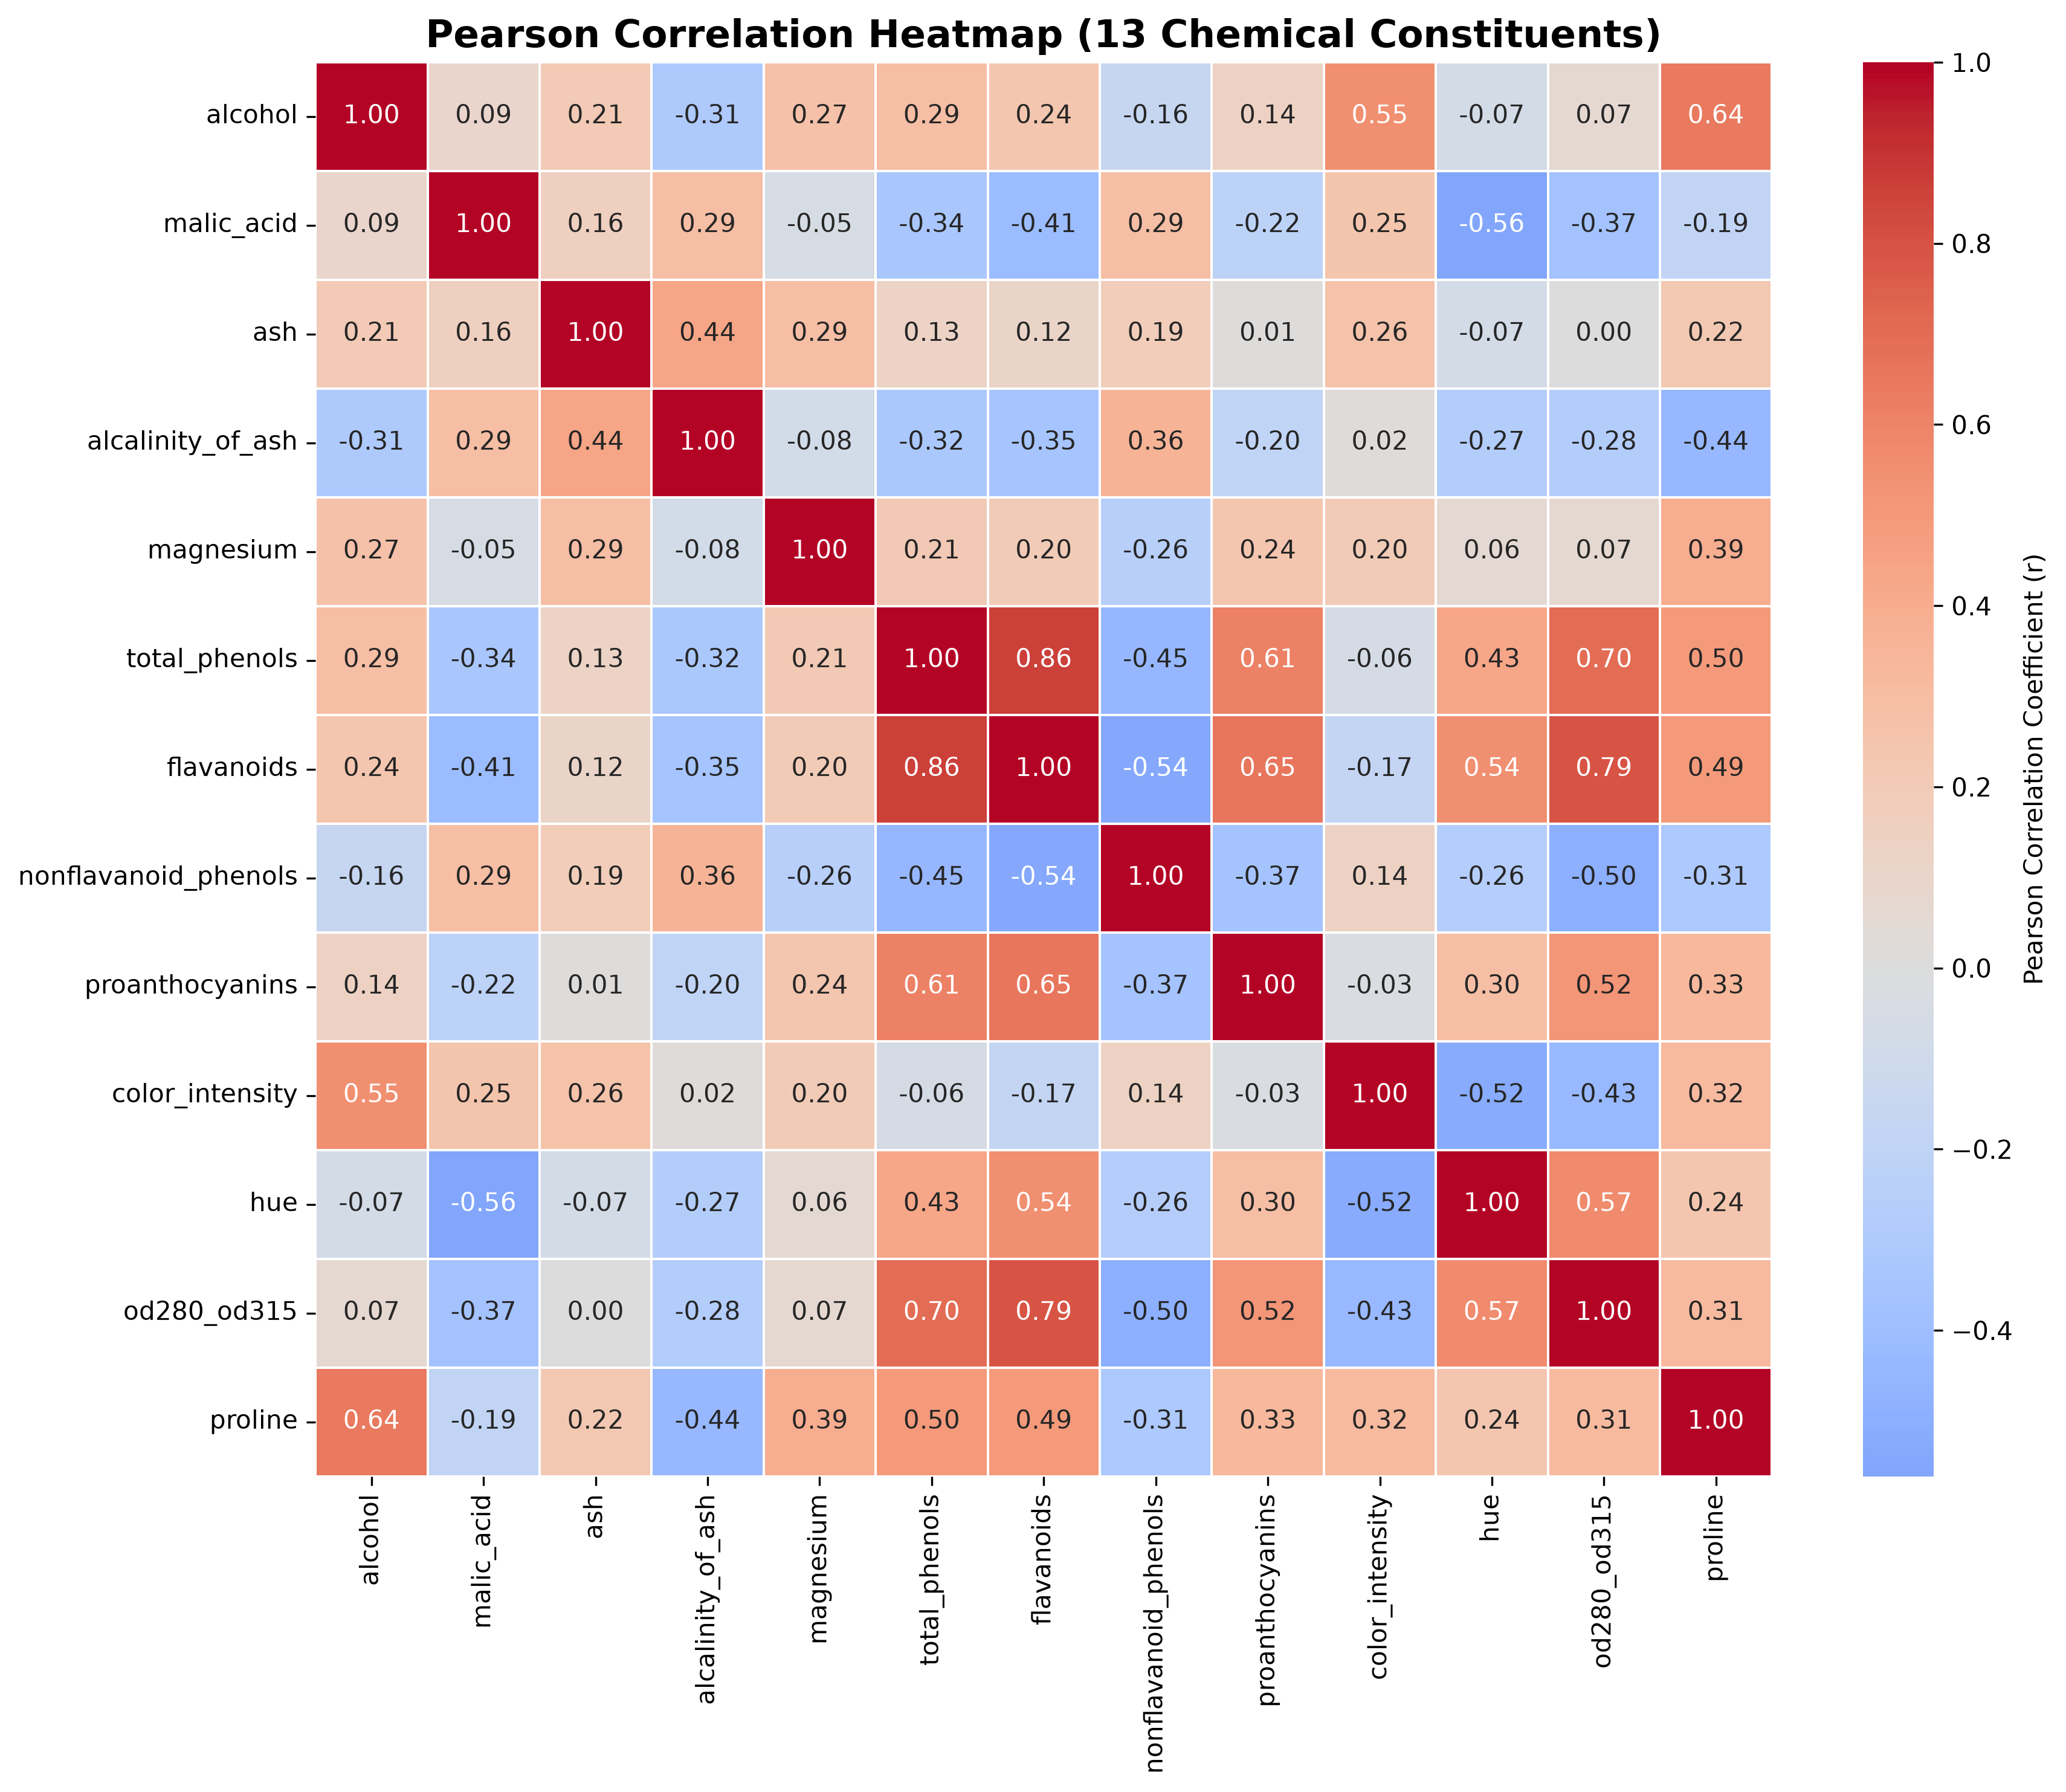 Pearson Correlation Heatmap (13 Chemical Constituents)
alcohol 1.00 0.09 0.21 -0.31 0.27 0.29 0.24 -0.16 0.14 0.55 -0.07 0.07 0.64
malic_acid 0.09 1.00 0.16 0.29 -0.05 -0.34 -0.41 0.29 -0.22 0.25 -0.56 -0.37 -0.19
ash 0.21 0.16 1.00 0.44 0.29 0.13 0.12 0.19 0.01 0.26 -0.07 0.00 0.22
alcalinity_of_ash -0.31 0.29 0.44 1.00 -0.08 -0.32 -0.35 0.36 -0.20 0.02 -0.27 -0.28 -0.44
magnesium 0.27 -0.05 0.29 -0.08 1.00 0.21 0.20 -0.26 0.24 0.20 0.06 0.07 0.39
total_phenols 0.29 -0.34 0.13 -0.32 0.21 1.00 0.86 -0.45 0.61 -0.06 0.43 0.70 0.50
flavanoids 0.24 -0.41 0.12 -0.35 0.20 0.86 1.00 -0.54 0.65 -0.17 0.54 0.79 0.49
nonflavanoid_phenols -0.16 0.29 0.19 0.36 -0.26 -0.45 -0.54 1.00 -0.37 0.14 -0.26 -0.50 -0.31
proanthocyanins 0.14 -0.22 0.01 -0.20 0.24 0.61 0.65 -0.37 1.00 -0.03 0.30 0.52 0.33
color_intensity 0.55 0.25 0.26 0.02 0.20 -0.06 -0.17 0.14 -0.03 1.00 -0.52 -0.43 0.32
hue -0.07 -0.56 -0.07 -0.27 0.06 0.43 0.54 -0.26 0.30 -0.52 1.00 0.57 0.24
od280_od315 0.07 -0.37 0.00 -0.28 0.07 0.70 0.79 -0.50 0.52 -0.43 0.57 1.00 0.31
proline 0.64 -0.19 0.22 -0.44 0.39 0.50 0.49 -0.31 0.33 0.32 0.24 0.31 1.00
alcohol
malic_acid
ash
alcalinity_of_ash
magnesium
total_phenols
flavanoids
nonflavanoid_phenols
proanthocyanins
color_intensity
hue
od280_od315
proline
1.0
0.8
0.6
0.4
0.2
0.0
−0.2
−0.4
Pearson Correlation Coefficient (r)